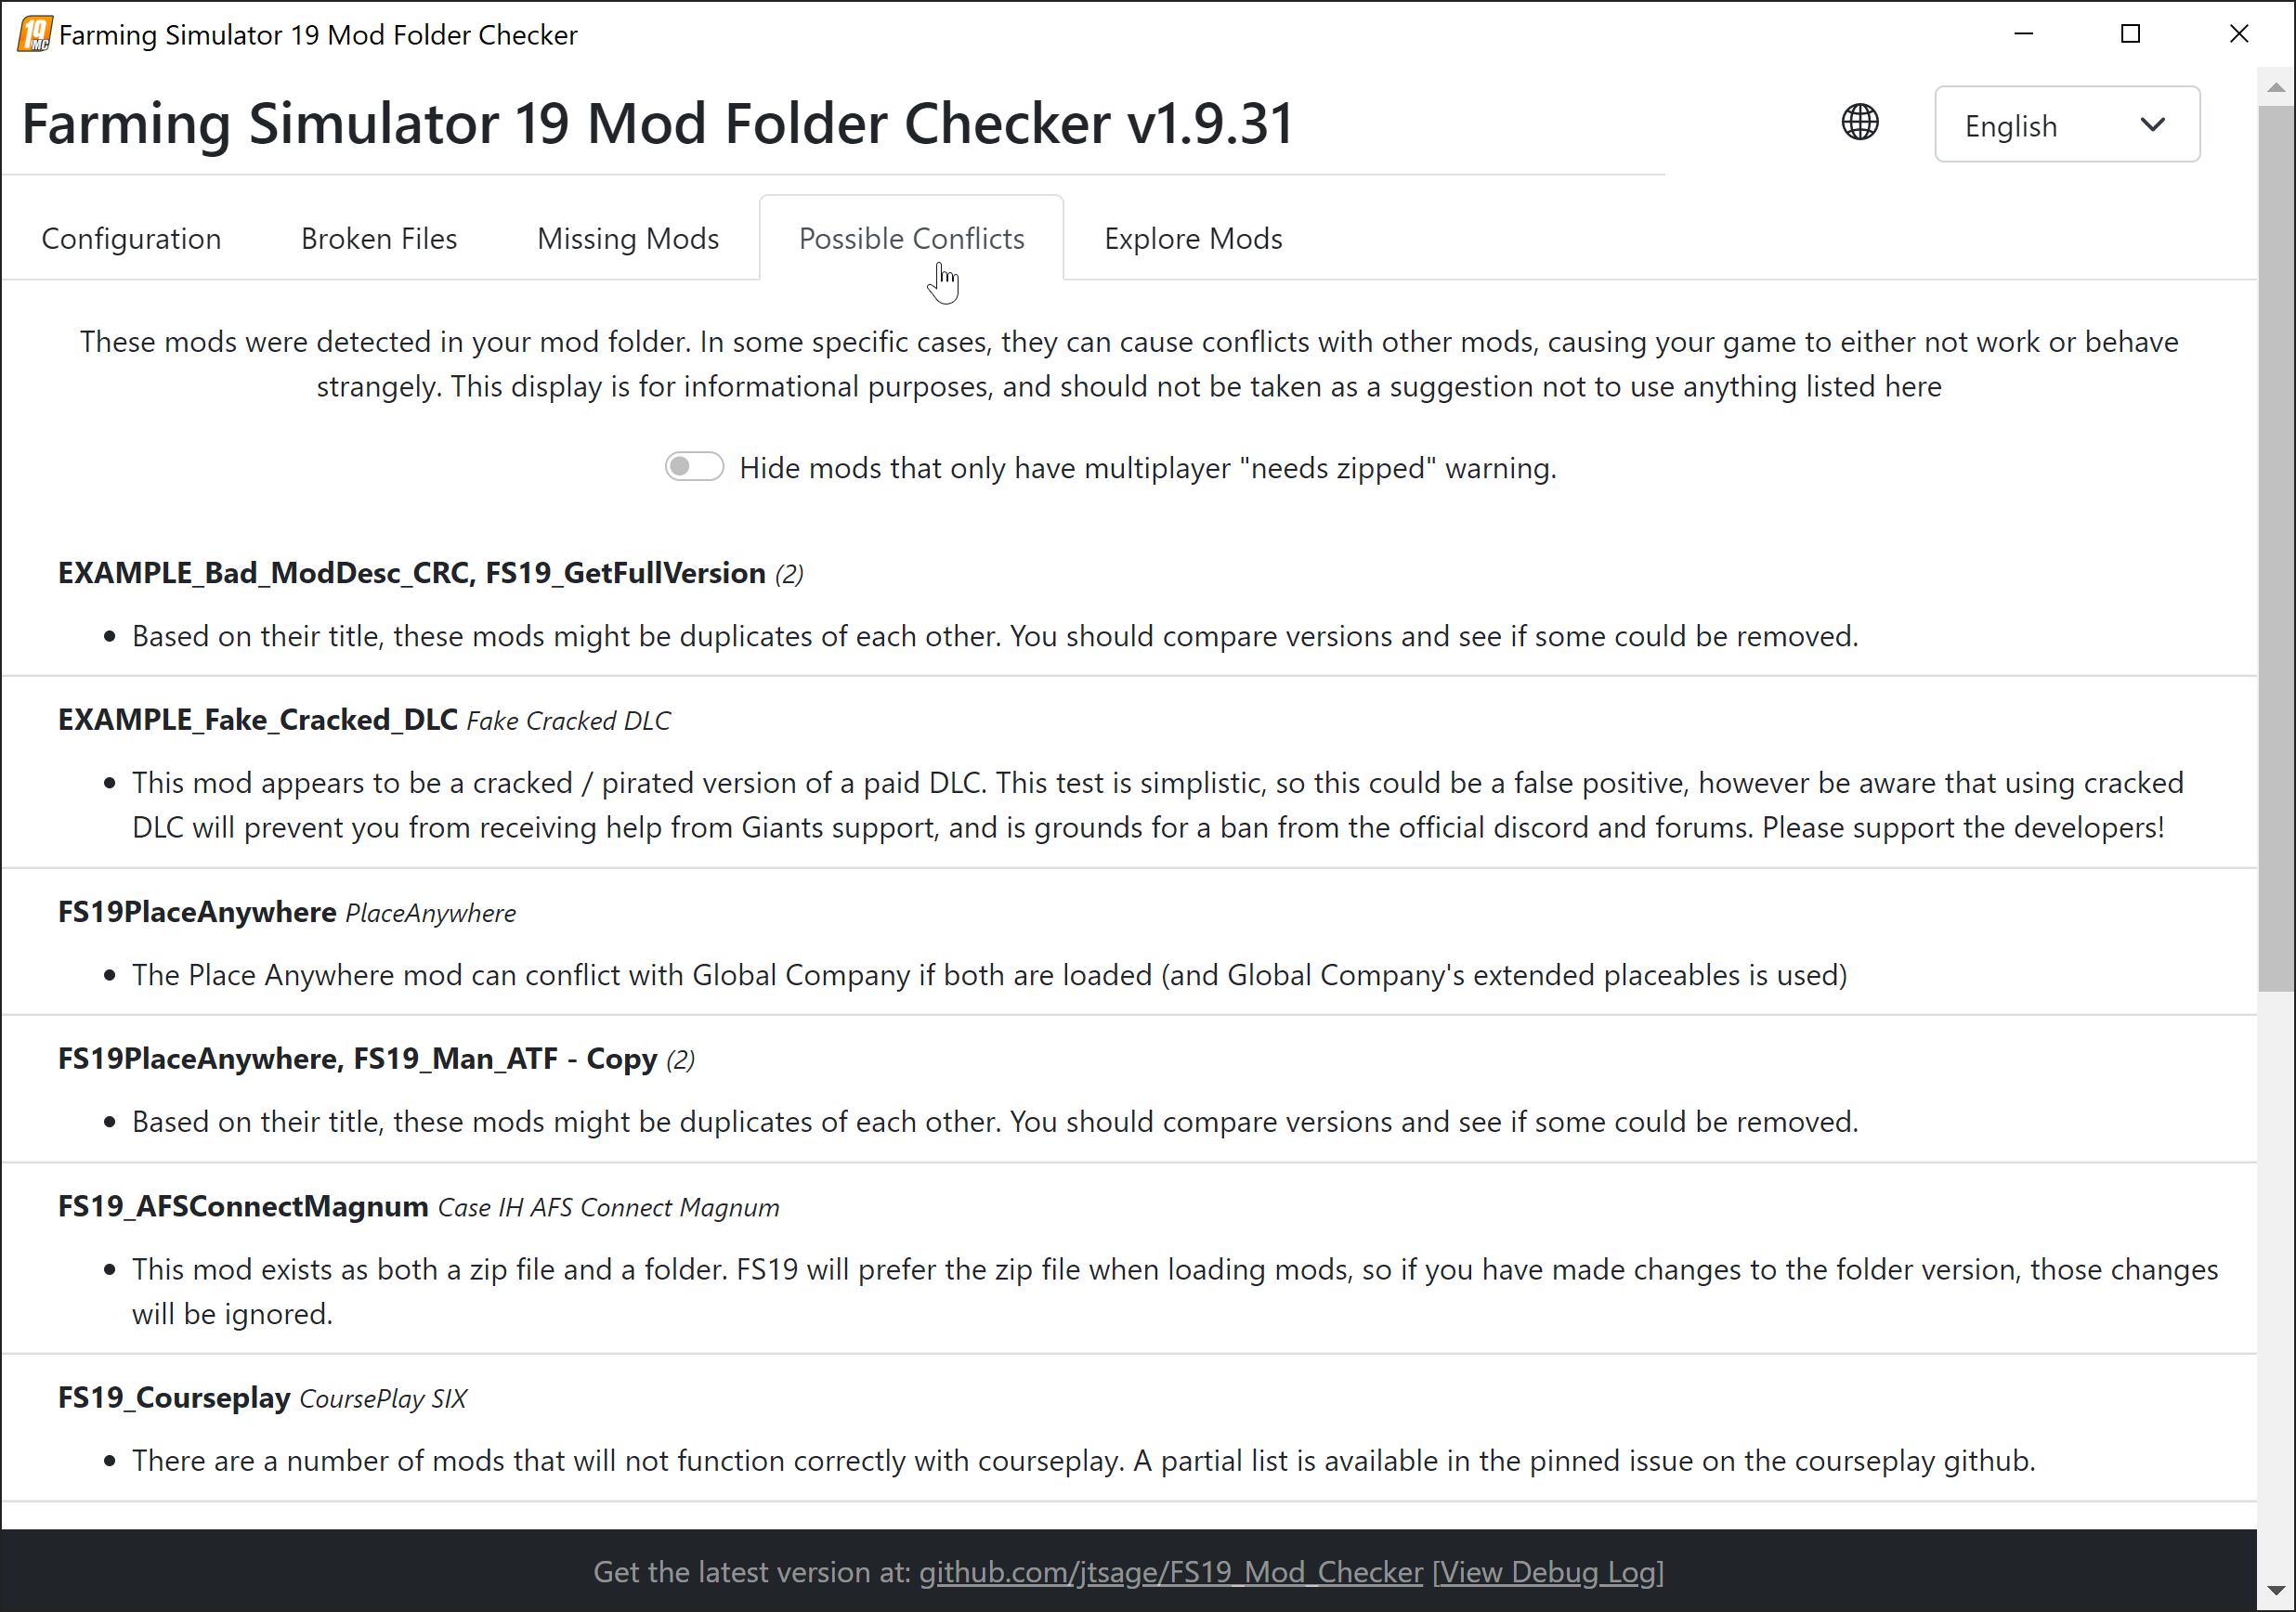 19 MC Farming Simulator 19 Mod Folder Checker
Farming Simulator 19 Mod Folder Checker v1.9.31
English
Configuration Broken Files Missing Mods Possible Conflicts Explore Mods
These mods were detected in your mod folder. In some specific cases, they can cause conflicts with other mods, causing your game to either not work or behave
strangely. This display is for informational purposes, and should not be taken as a suggestion not to use anything listed here
Hide mods that only have multiplayer "needs zipped" warning.
EXAMPLE_Bad_ModDesc_CRC, FS19_GetFullVersion (2)
• Based on their title, these mods might be duplicates of each other. You should compare versions and see if some could be removed.
EXAMPLE_Fake_Cracked_DLC Fake Cracked DLC
• This mod appears to be a cracked / pirated version of a paid DLC. This test is simplistic, so this could be a false positive, however be aware that using cracked
DLC will prevent you from receiving help from Giants support, and is grounds for a ban from the official discord and forums. Please support the developers!
FS19PlaceAnywhere PlaceAnywhere
• The Place Anywhere mod can conflict with Global Company if both are loaded (and Global Company's extended placeables is used)
FS19PlaceAnywhere, FS19_Man_ATF - Copy (2)
• Based on their title, these mods might be duplicates of each other. You should compare versions and see if some could be removed.
FS19_AFSConnectMagnum Case IH AFS Connect Magnum
• This mod exists as both a zip file and a folder. FS19 will prefer the zip file when loading mods, so if you have made changes to the folder version, those changes
will be ignored.
FS19_Courseplay CoursePlay SIX
• There are a number of mods that will not function correctly with courseplay. A partial list is available in the pinned issue on the courseplay github.
Get the latest version at: github.com/jtsage/FS19_Mod_Checker [View Debug Log]